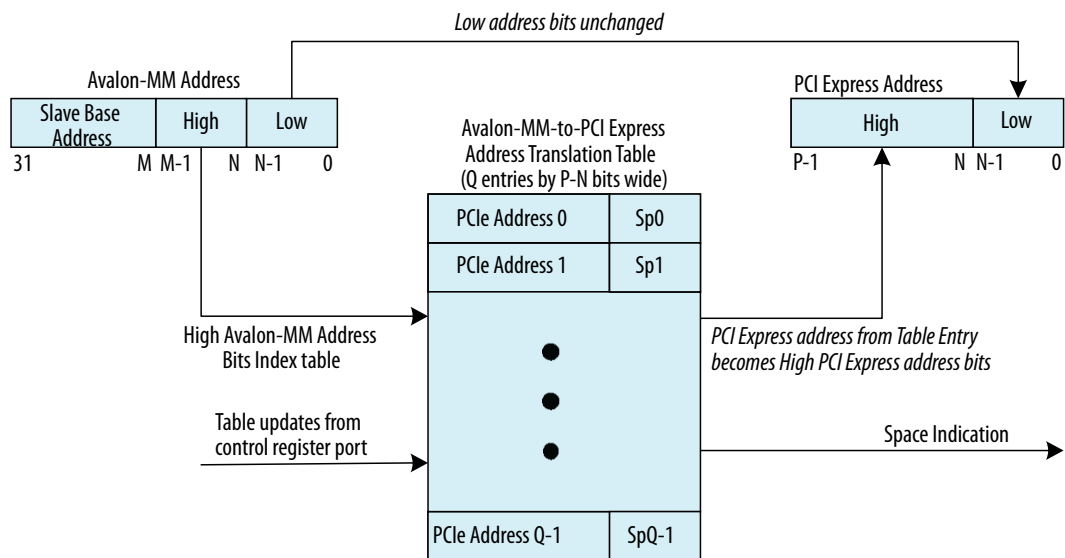 Low address bits unchanged
Avalon-MM Address
PCI Express Address
Slave Base
Address
High
Low
31
M
M-1
N
N-1
0
High
Low
P-1
N
N-1
0
Avalon-MM-to-PCI Express
Address Translation Table
(Q entries by P-N bits wide)
PCIe Address 0
Sp0
PCIe Address 1
Sp1
High Avalon-MM Address
Bits Index table
PCI Express address from Table Entry
becomes High PCI Express address bits
Table updates from
control register port
Space Indication
PCIe Address Q-1
SpQ-1